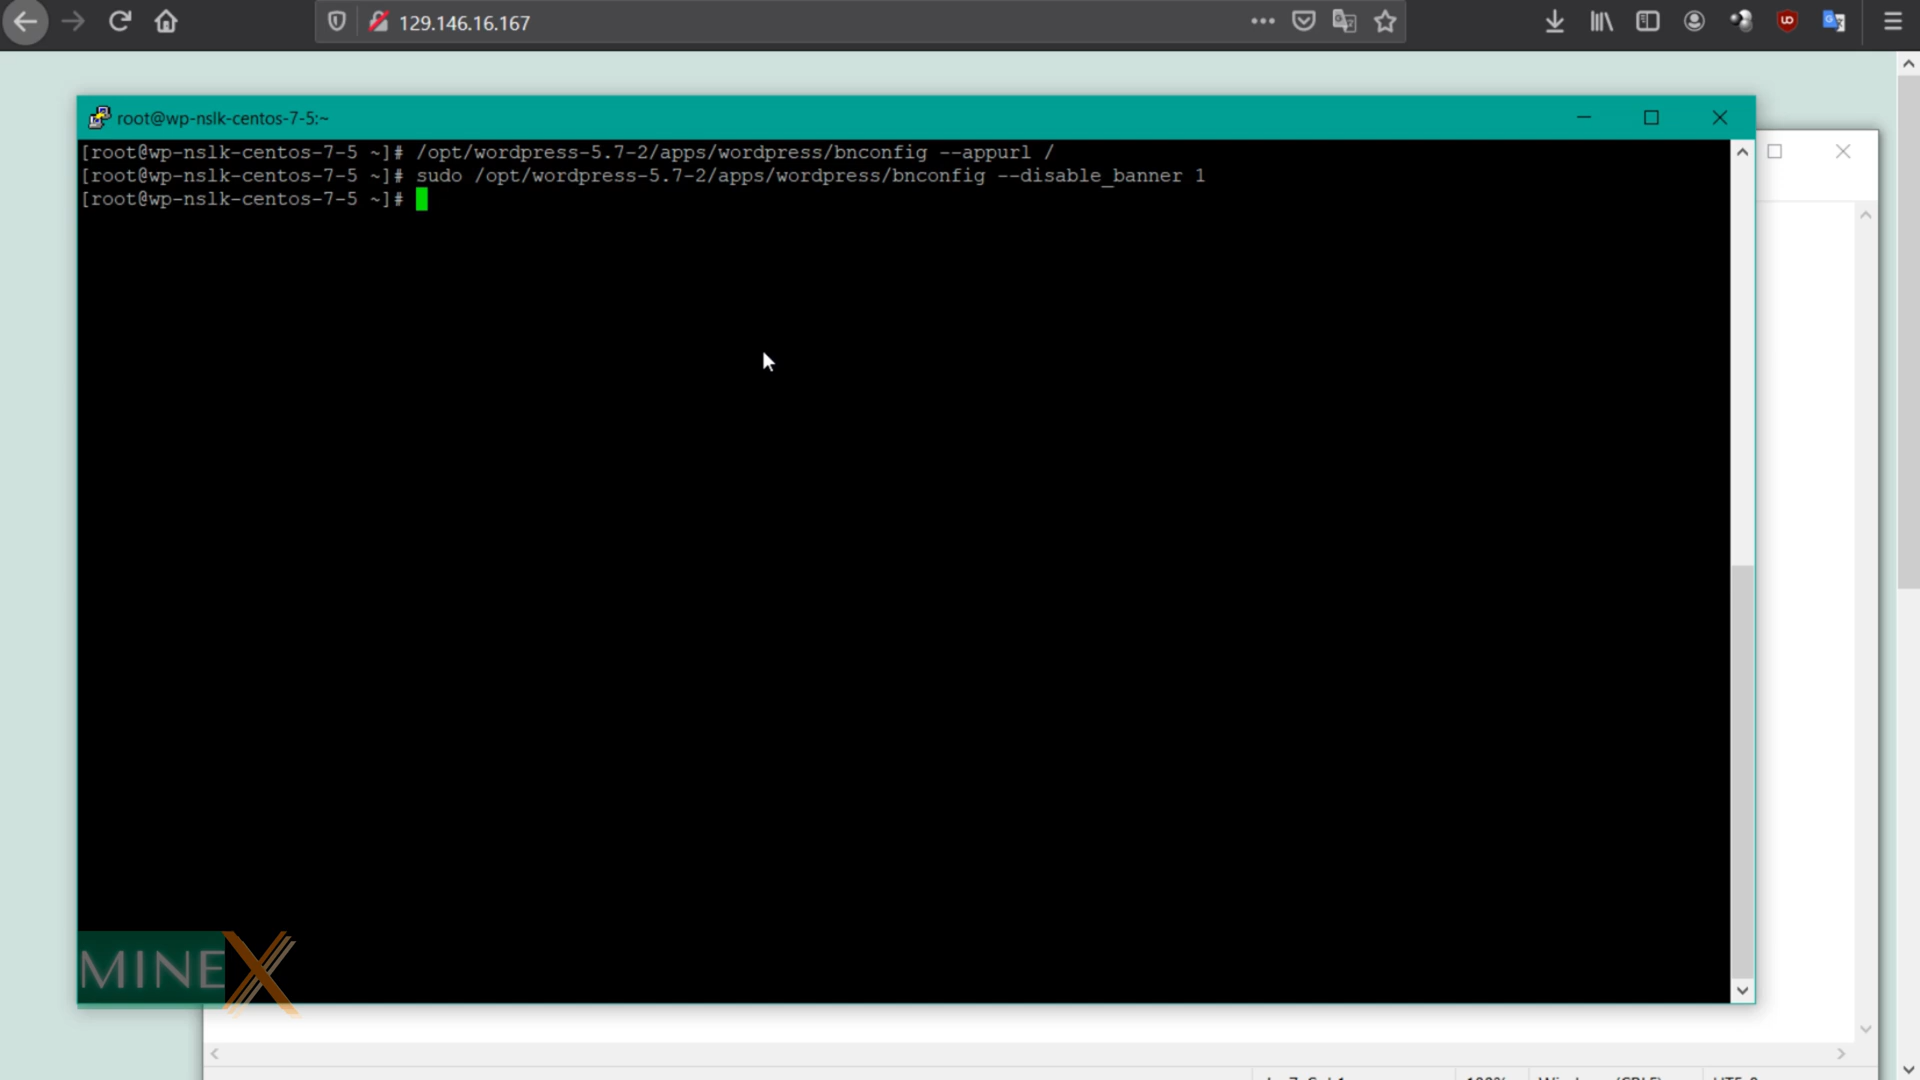 129.146.16.167
root@wp-nslk-centos-7-5:~
[root@wp-nslk-centos-7-5 ~]# /opt/wordpress-5.7-2/apps/wordpress/bnconfig --appurl /
[root@wp-nslk-centos-7-5 ~]# sudo /opt/wordpress-5.7-2/apps/wordpress/bnconfig --disable_banner 1
[root@wp-nslk-centos-7-5 ~]#
MINEX